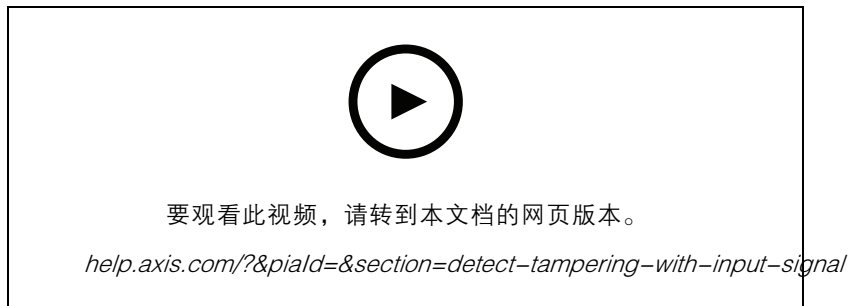 要观看此视频，请转到本文档的网页版本。
help.axis.com/?&piaId=&section=detect-tampering-with-input-signal